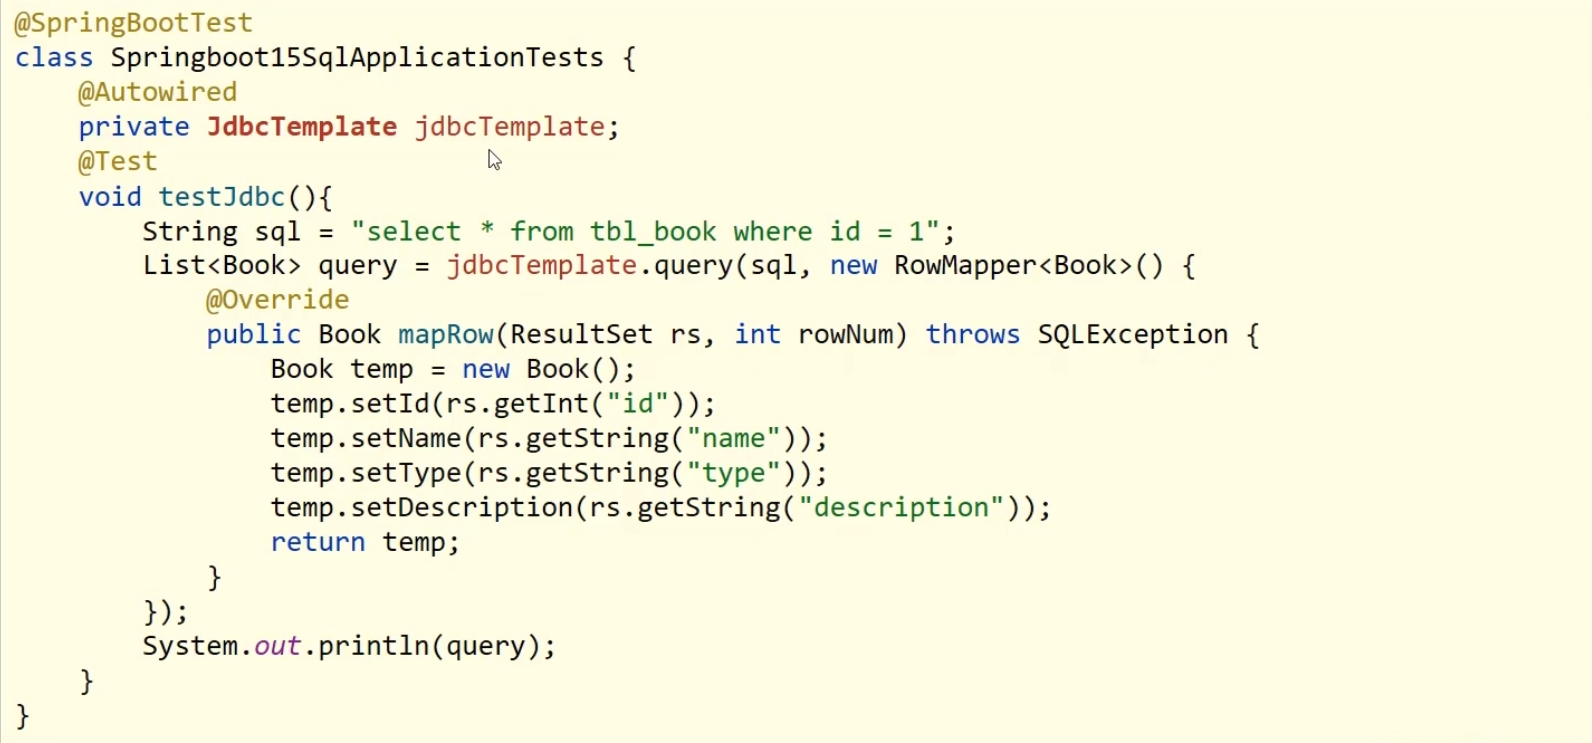 @SpringBootTest
class Springboot15SqlApplicationTests {
    @Autowired
    private JdbcTemplate jdbcTemplate;
    @Test
    void testJdbc(){
        String sql = "select * from tbl_book where id = 1";
        List<Book> query = jdbcTemplate.query(sql, new RowMapper<Book>() {
            @Override
            public Book mapRow(ResultSet rs, int rowNum) throws SQLException {
                Book temp = new Book();
                temp.setId(rs.getInt("id"));
                temp.setName(rs.getString("name"));
                temp.setType(rs.getString("type"));
                temp.setDescription(rs.getString("description"));
                return temp;
            }
        });
        System.out.println(query);
    }
}